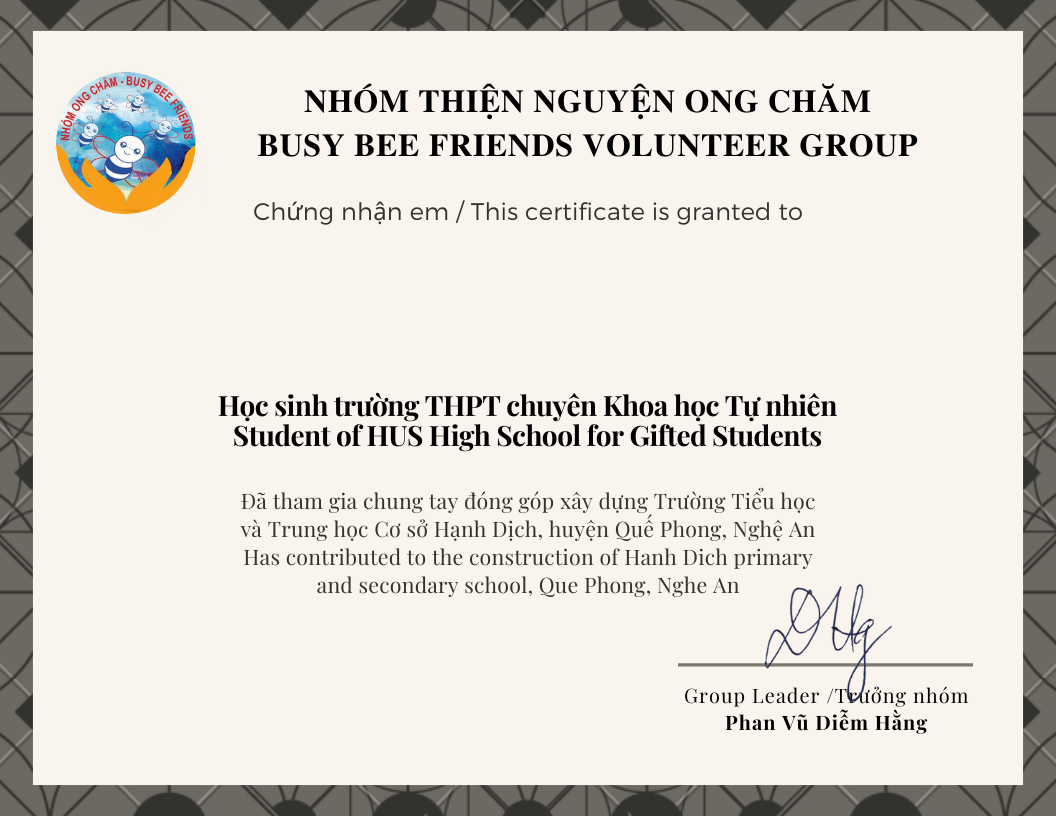 NHÓM ONG CHĂM - BUSY BEE FRIENDS
NHÓM THIỆN NGUYỆN ONG CHĂM
BUSY BEE FRIENDS VOLUNTEER GROUP
Chứng nhận em / This certificate is granted to
Học sinh trường THPT chuyên Khoa học Tự nhiên
Student of HUS High School for Gifted Students
Đã tham gia chung tay đóng góp xây dựng Trường Tiểu học
và Trung học Cơ sở Hạnh Dịch, huyện Quế Phong, Nghệ An
Has contributed to the construction of Hanh Dich primary
and secondary school, Que Phong, Nghe An
Group Leader /Trưởng nhóm
Phan Vũ Diễm Hằng